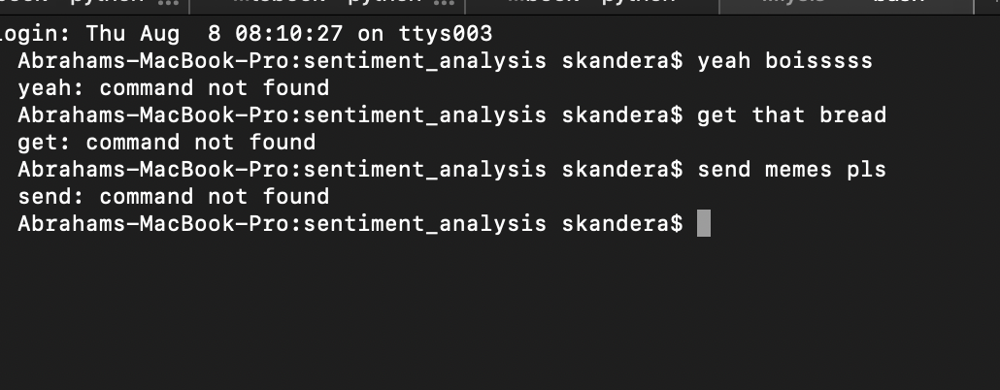 login: Thu Aug  8 08:10:27 on ttys003
Abrahams-MacBook-Pro:sentiment_analysis skandera$ yeah boisssss
yeah: command not found
Abrahams-MacBook-Pro:sentiment_analysis skandera$ get that bread
get: command not found
Abrahams-MacBook-Pro:sentiment_analysis skandera$ send memes pls
send: command not found
Abrahams-MacBook-Pro:sentiment_analysis skandera$